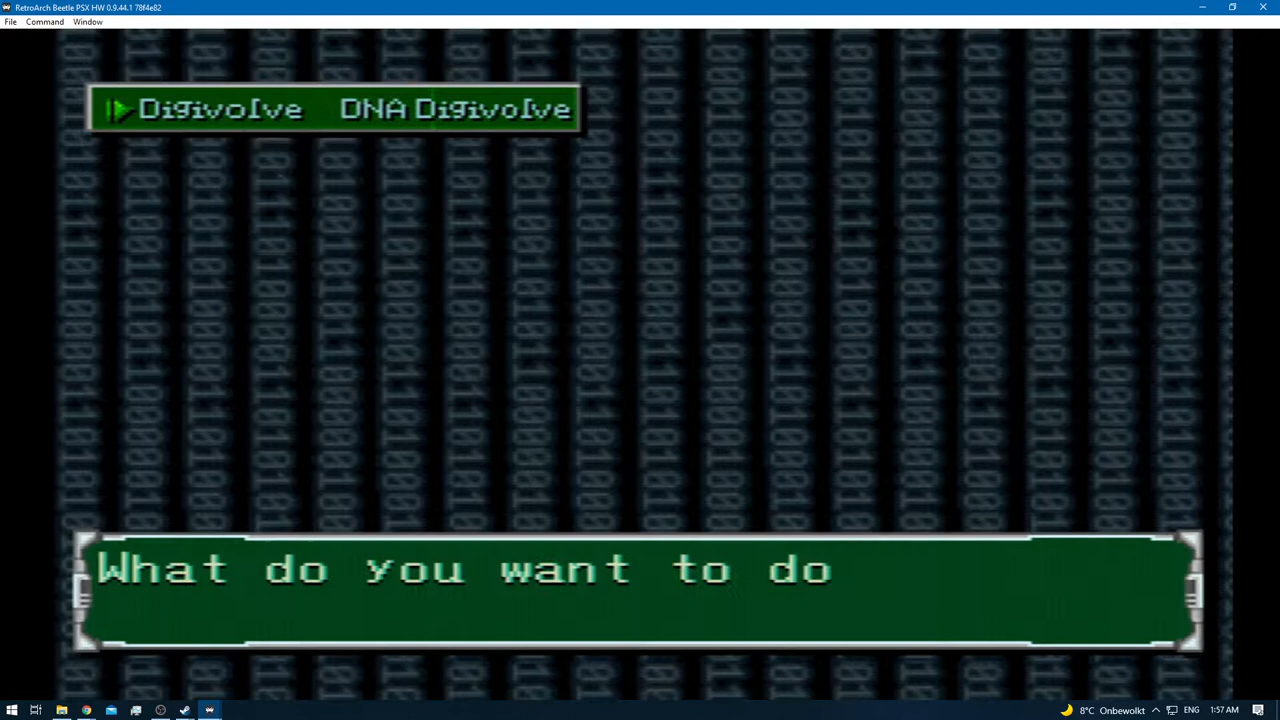 RetroArch Beetle PSX HW 0.9.44.1 78f4e82
File Command Window
Digivolve DNA Digivolve
What do you want to do
8°C Onbewolkt ENG 1:57 AM